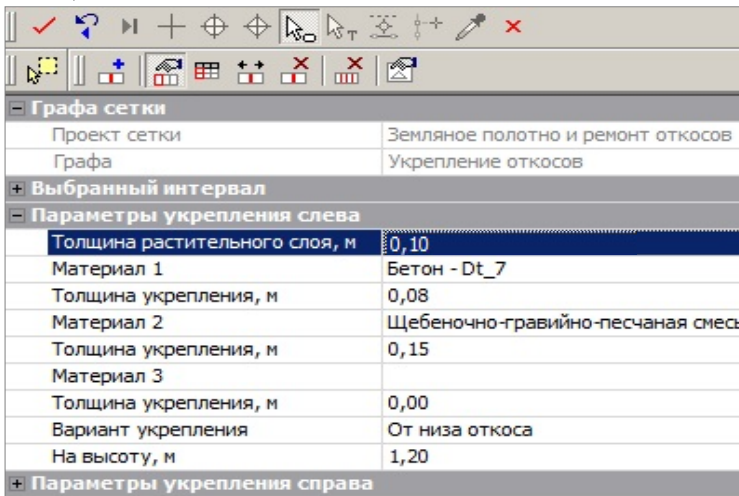 Графа сетки
Проект сетки Земляное полотно и ремонт откосов
Графа Укрепление откосов
Выбранный интервал
Параметры укрепления слева
Толщина растительного слоя, м 0,10
Материал 1 Бетон - Dt_7
Толщина укрепления, м 0,08
Материал 2 Щебеночно-гравийно-песчаная смесь
Толщина укрепления, м 0,15
Материал 3
Толщина укрепления, м 0,00
Вариант укрепления От низа откоса
На высоту, м 1,20
Параметры укрепления справа